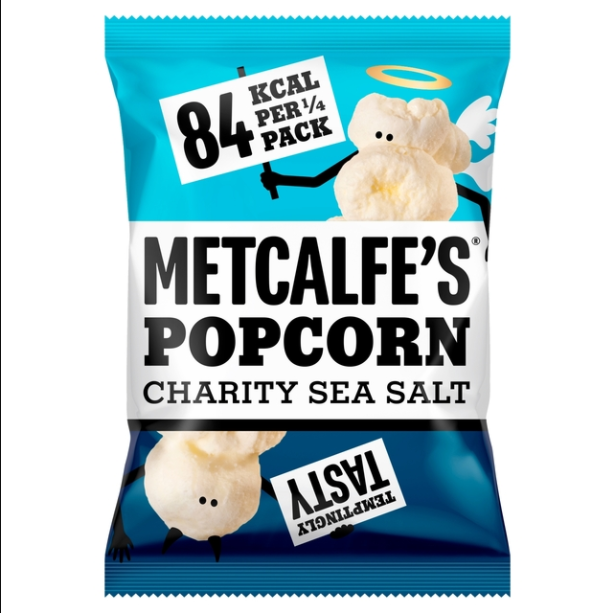 84 KCAL
PER 1/4
PACK
METCALFE'S®
POPCORN
CHARITY SEA SALT
TEMPTINGLY
TASTY